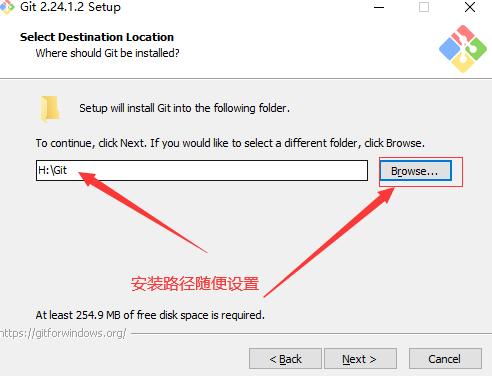 Git 2.24.1.2 Setup
Select Destination Location
Where should Git be installed?
Setup will install Git into the following folder.
To continue, click Next. If you would like to select a different folder, click Browse.
H:\Git
Browse...
安装路径随便设置
At least 254.9 MB of free disk space is required.
https://gitforwindows.org/
< Back
Next >
Cancel